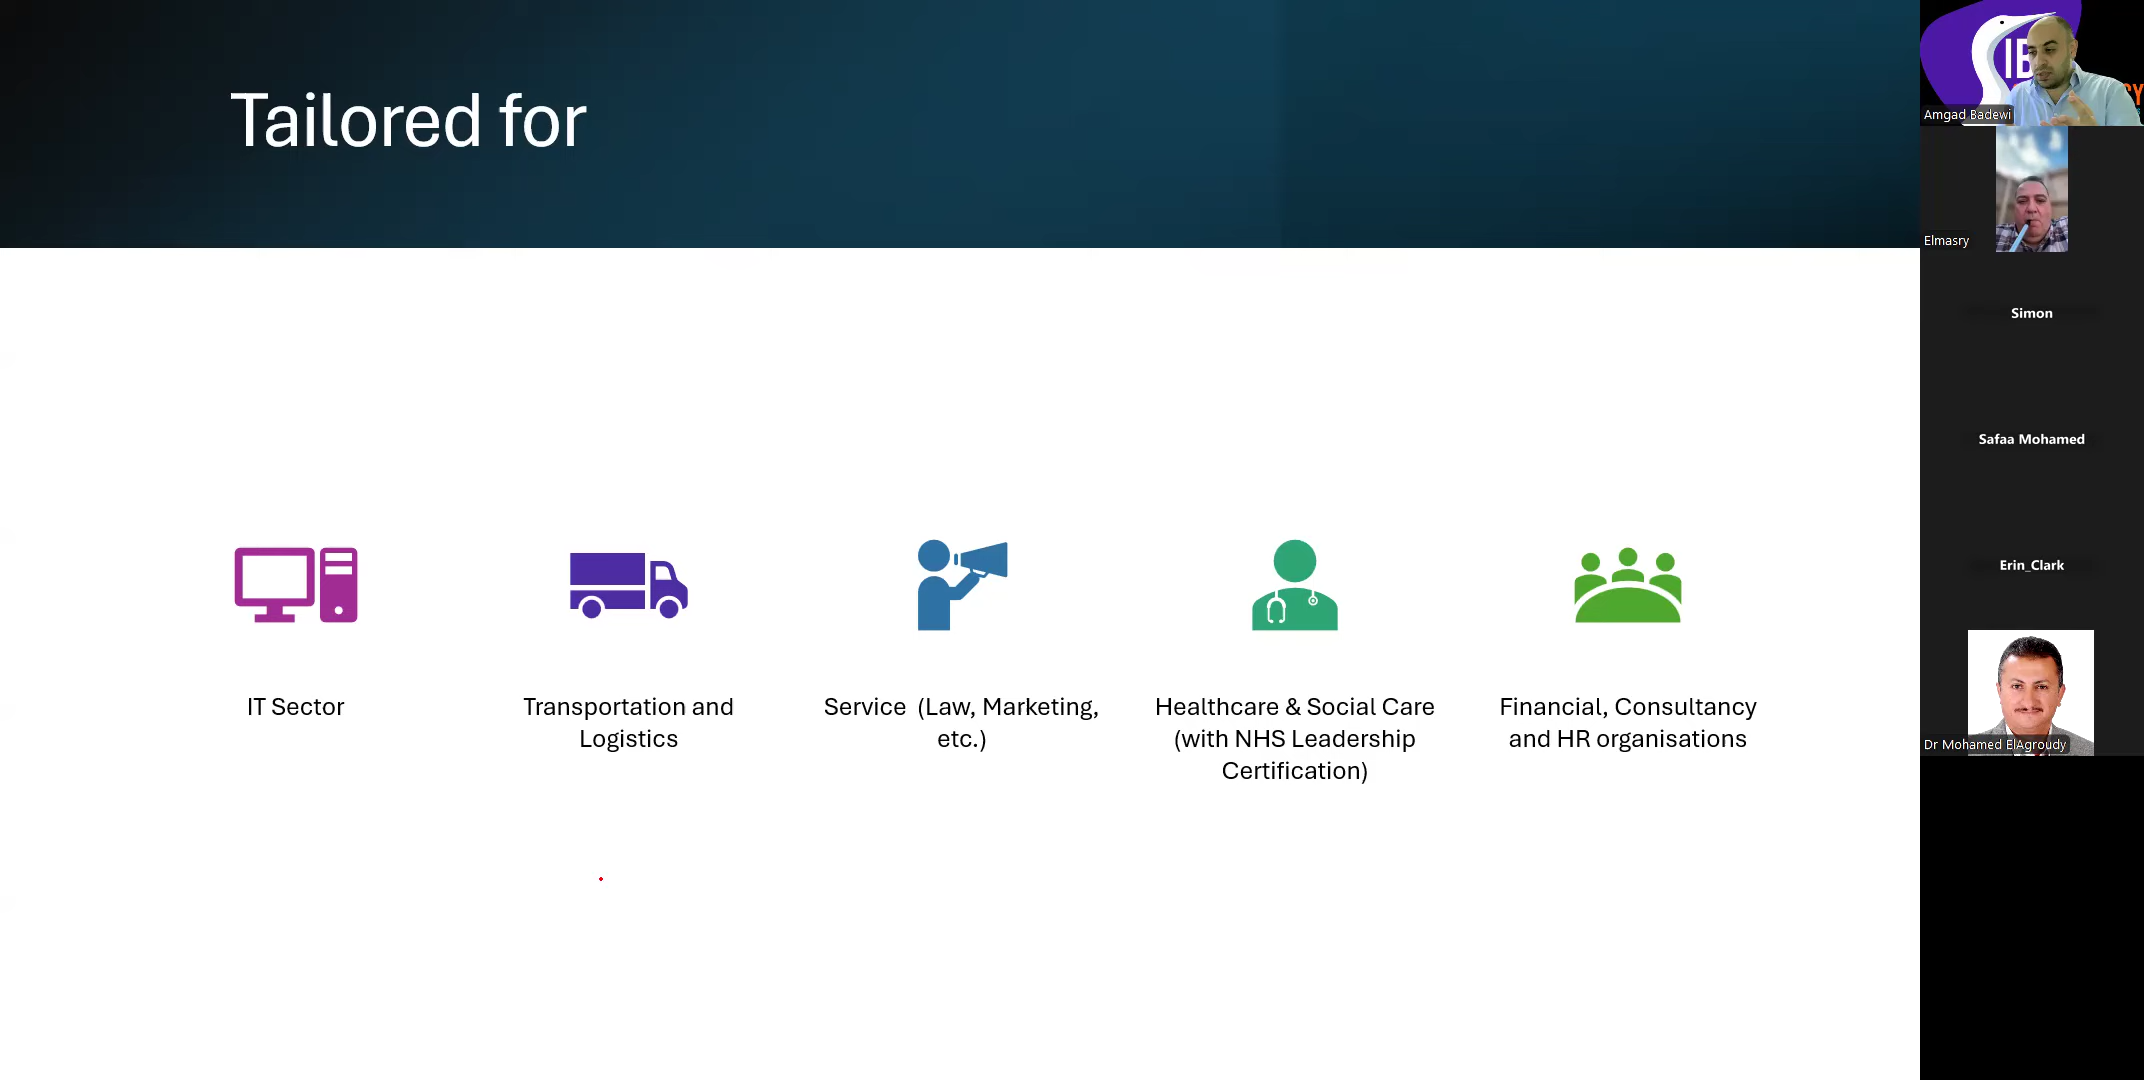 Tailored for
IT Sector
Transportation and
Logistics
Service (Law, Marketing,
etc.)
Healthcare & Social Care
(with NHS Leadership
Certification)
Financial, Consultancy
and HR organisations
Amgad Badewi
Elmasry
Simon
Safaa Mohamed
Erin_Clark
Dr Mohamed ElAgroudy